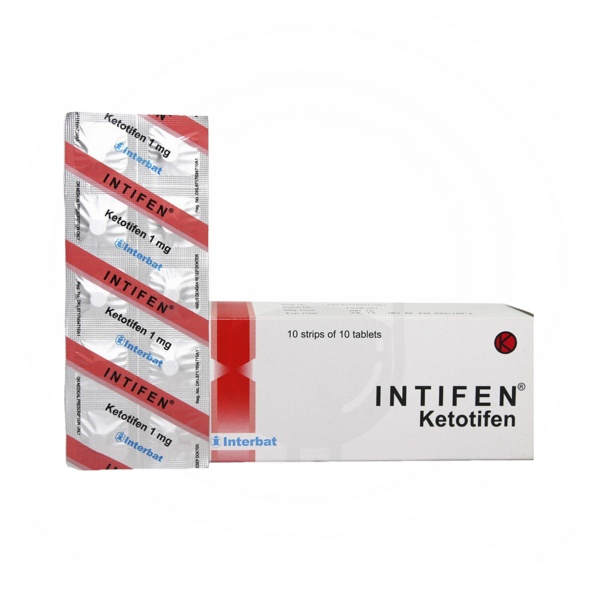 Ketotifen 1 mg
Interbat
INTIFEN®
Ketotifen 1 mg
Interbat
INTIFEN®
Ketotifen 1 mg
Interbat
INTIFEN®
Ketotifen 1 mg
Interbat
10 strips of 10 tablets
K
INTIFEN®
Ketotifen
Interbat